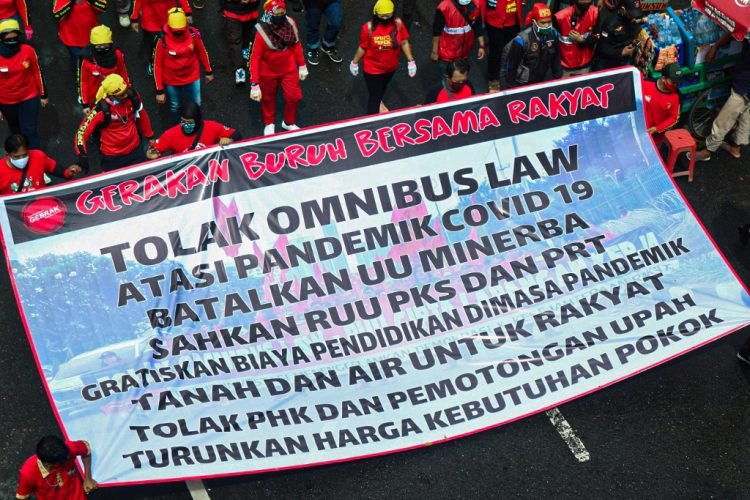 GERAKAN BURUH BERSAMA RAKYAT
GEBRAK
TOLAK OMNIBUS LAW
ATASI PANDEMIK COVID 19
BATALKAN UU MINERBA
SAHKAN RUU PKS DAN PRT
GRATISKAN BIAYA PENDIDIKAN DIMASA PANDEMIK
TANAH DAN AIR UNTUK RAKYAT
TOLAK PHK DAN PEMOTONGAN UPAH
TURUNKAN HARGA KEBUTUHAN POKOK